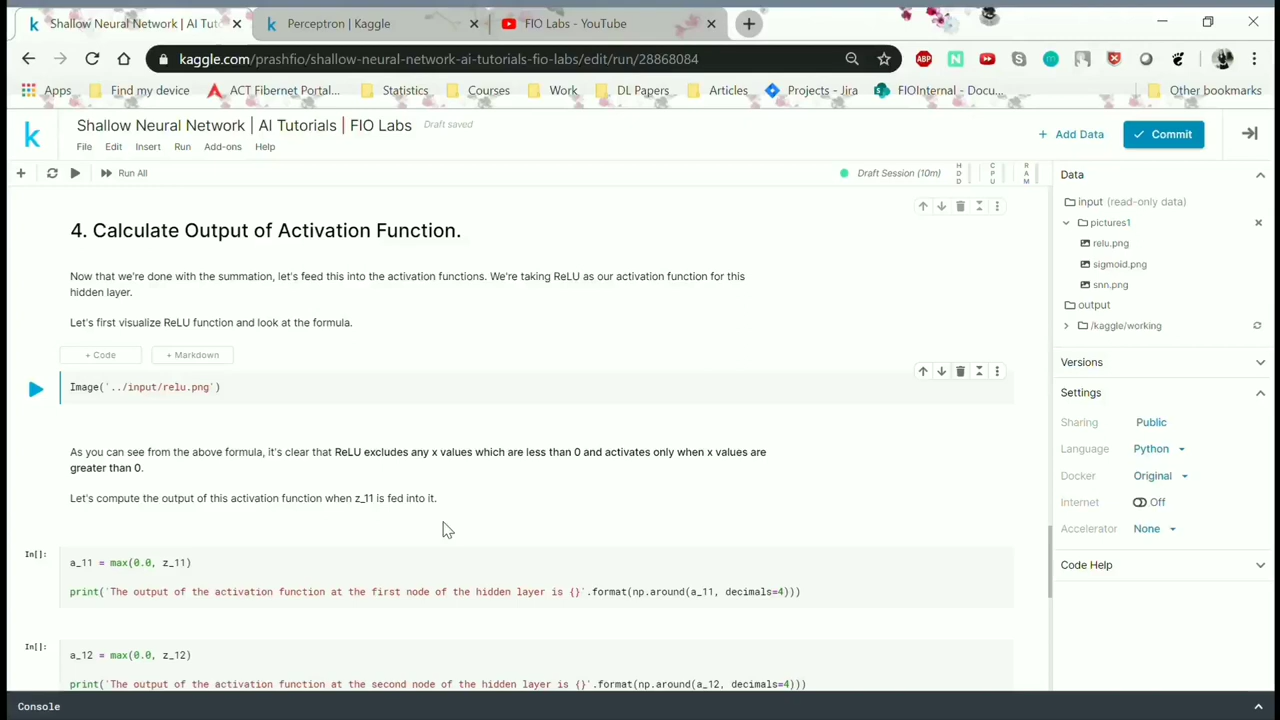 Shallow Neural Network | AI Tuto
Perceptron | Kaggle
FIO Labs - YouTube
kaggle.com/prashfio/shallow-neural-network-ai-tutorials-fio-labs/edit/run/28868084
ABP
N
Apps
Find my device
ACT Fibernet Portal...
Statistics
Courses
Work
DL Papers
Articles
Projects - Jira
FIOInternal - Docu...
Other bookmarks
k
Shallow Neural Network | AI Tutorials | FIO Labs
Draft saved
File Edit Insert Run Add-ons Help
+ Add Data
Commit
Run All
Draft Session (10m)
HDD
CPU
RAM
4. Calculate Output of Activation Function.
Now that we're done with the summation, let's feed this into the activation functions. We're taking ReLU as our activation function for this
hidden layer.
Let's first visualize ReLU function and look at the formula.
+ Code
+ Markdown
Image('../input/relu.png')
As you can see from the above formula, it's clear that ReLU excludes any x values which are less than 0 and activates only when x values are
greater than 0.
Let's compute the output of this activation function when z_11 is fed into it.
In[]:
a_11 = max(0.0, z_11)
print('The output of the activation function at the first node of the hidden layer is {}'.format(np.around(a_11, decimals=4)))
In[]:
a_12 = max(0.0, z_12)
print('The output of the activation function at the second node of the hidden layer is {}'.format(np.around(a_12, decimals=4)))
Data
input (read-only data)
pictures1
relu.png
sigmoid.png
snn.png
output
/kaggle/working
Versions
Settings
Sharing Public
Language Python
Docker Original
Internet Off
Accelerator None
Code Help
Console